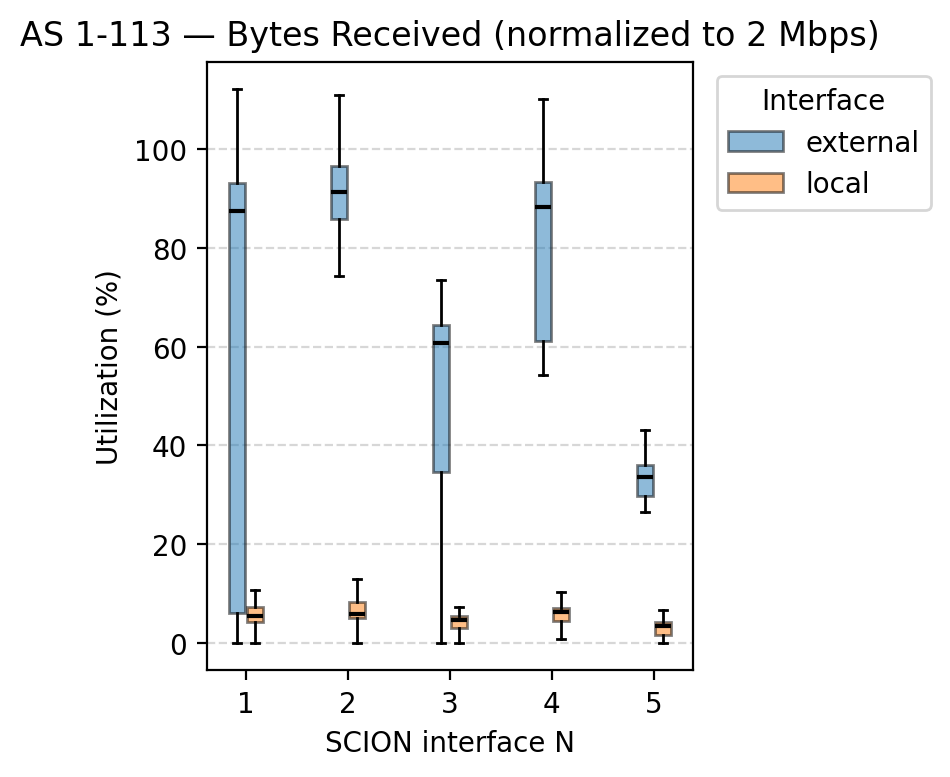 AS 1-113 — Bytes Received (normalized to 2 Mbps)
Interface
external
local
Utilization (%)
100
80
60
40
20
0
1 2 3 4 5
SCION interface N